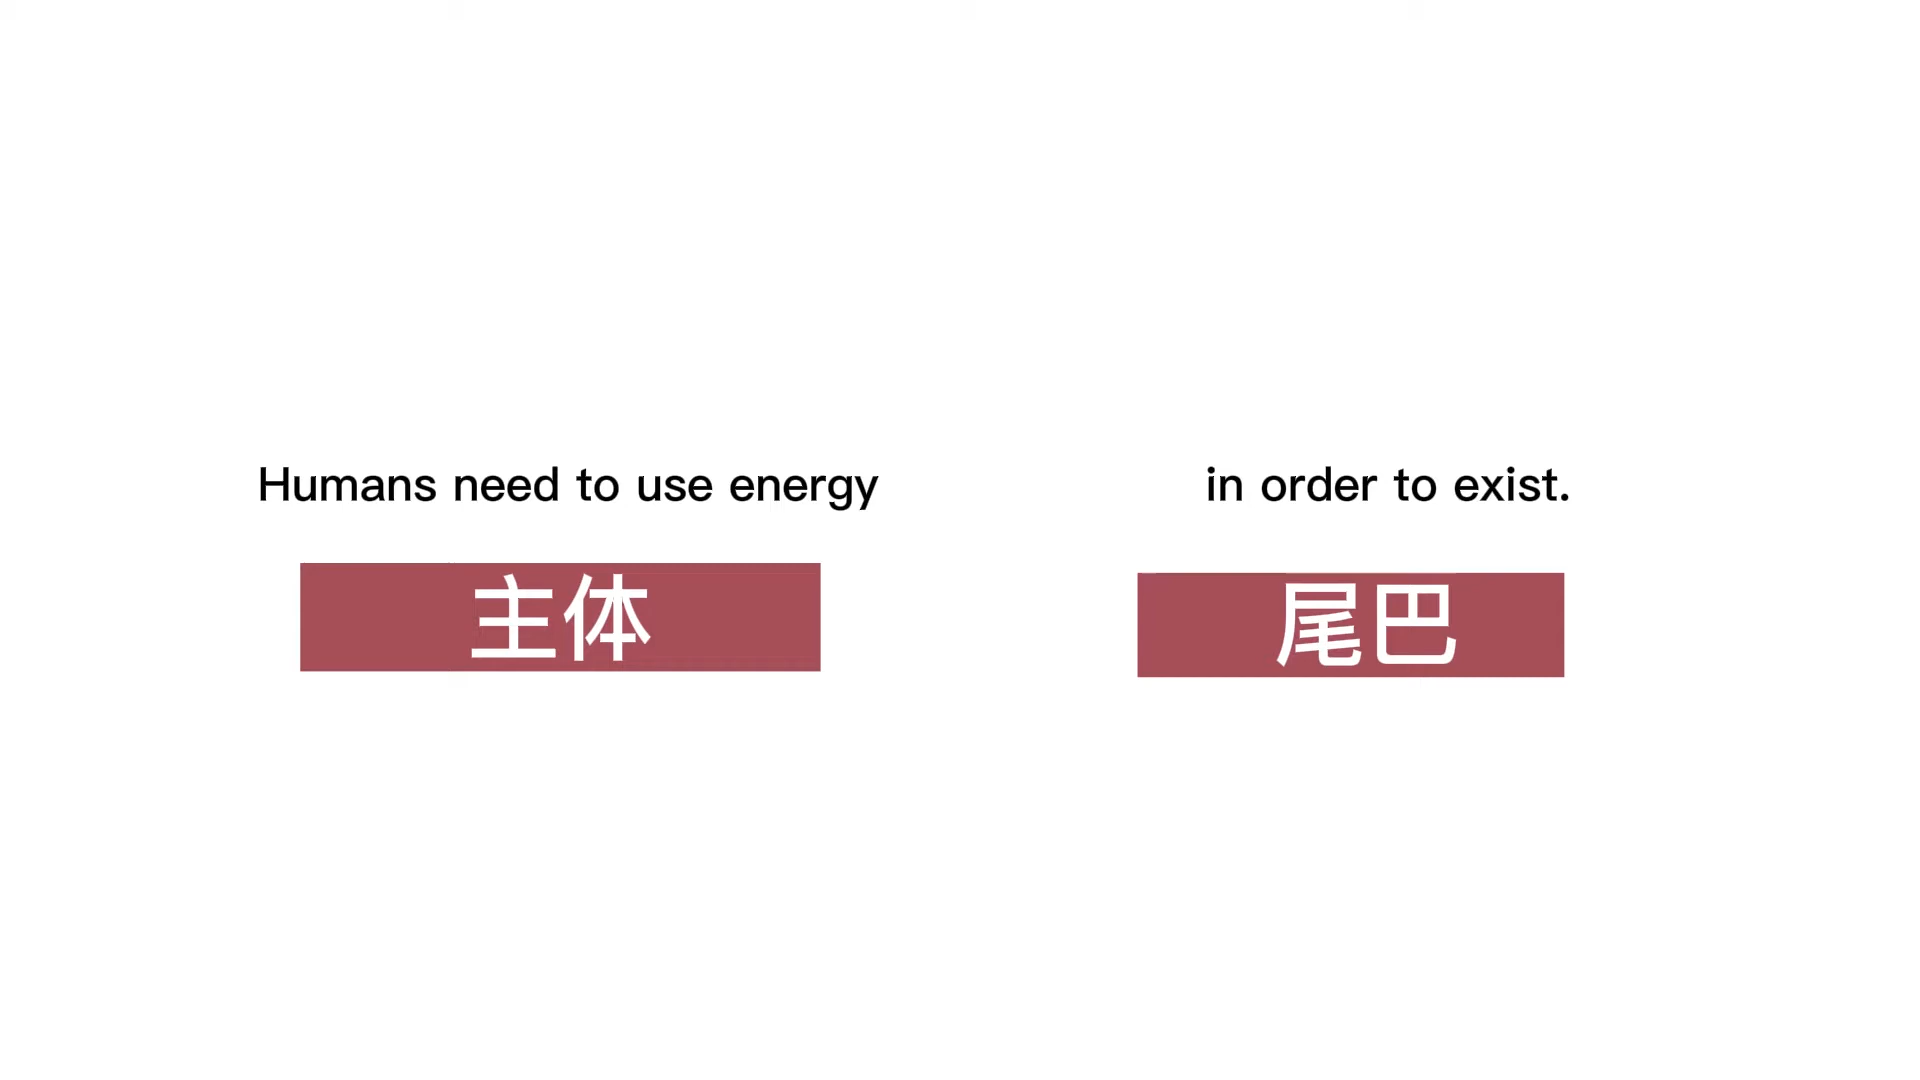 Humans need to use energy in order to exist.
主体 尾巴